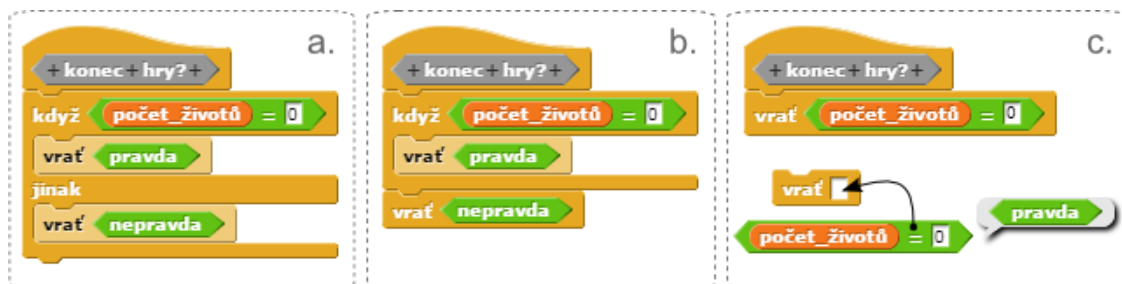 a.
+ konec + hry? +
když počet_životů = 0
vrať pravda
jinak
vrať nepravda
b.
+ konec + hry? +
když počet_životů = 0
vrať pravda
vrať nepravda
c.
+ konec + hry? +
vrať počet_životů = 0
vrať
počet_životů = 0
pravda